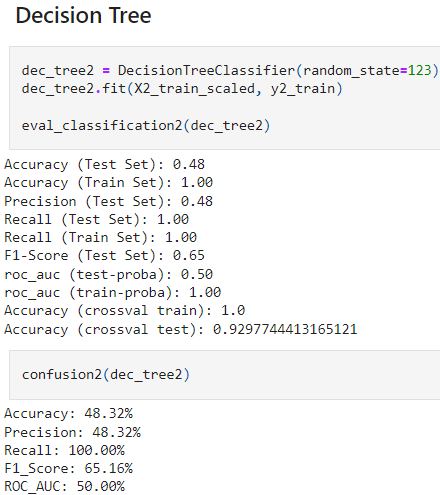 Decision Tree
dec_tree2 = DecisionTreeClassifier(random_state=123)
dec_tree2.fit(X2_train_scaled, y2_train)
eval_classification2(dec_tree2)
Accuracy (Test Set): 0.48
Accuracy (Train Set): 1.00
Precision (Test Set): 0.48
Recall (Test Set): 1.00
Recall (Train Set): 1.00
F1-Score (Test Set): 0.65
roc_auc (test-proba): 0.50
roc_auc (train-proba): 1.00
Accuracy (crossval train): 1.0
Accuracy (crossval test): 0.9297744413165121
confusion2(dec_tree2)
Accuracy: 48.32%
Precision: 48.32%
Recall: 100.00%
F1_Score: 65.16%
ROC_AUC: 50.00%